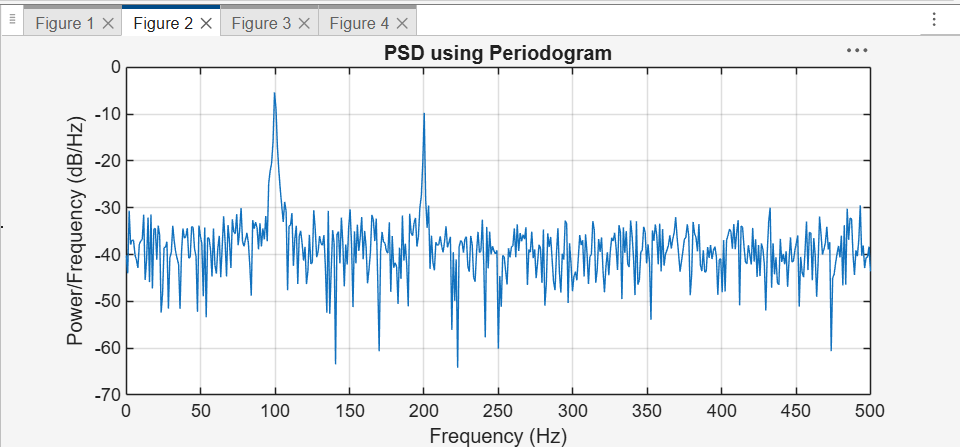 Figure 1 × Figure 2 × Figure 3 × Figure 4 ×
PSD using Periodogram
Power/Frequency (dB/Hz)
0
-10
-20
-30
-40
-50
-60
-70
0 50 100 150 200 250 300 350 400 450 500
Frequency (Hz)